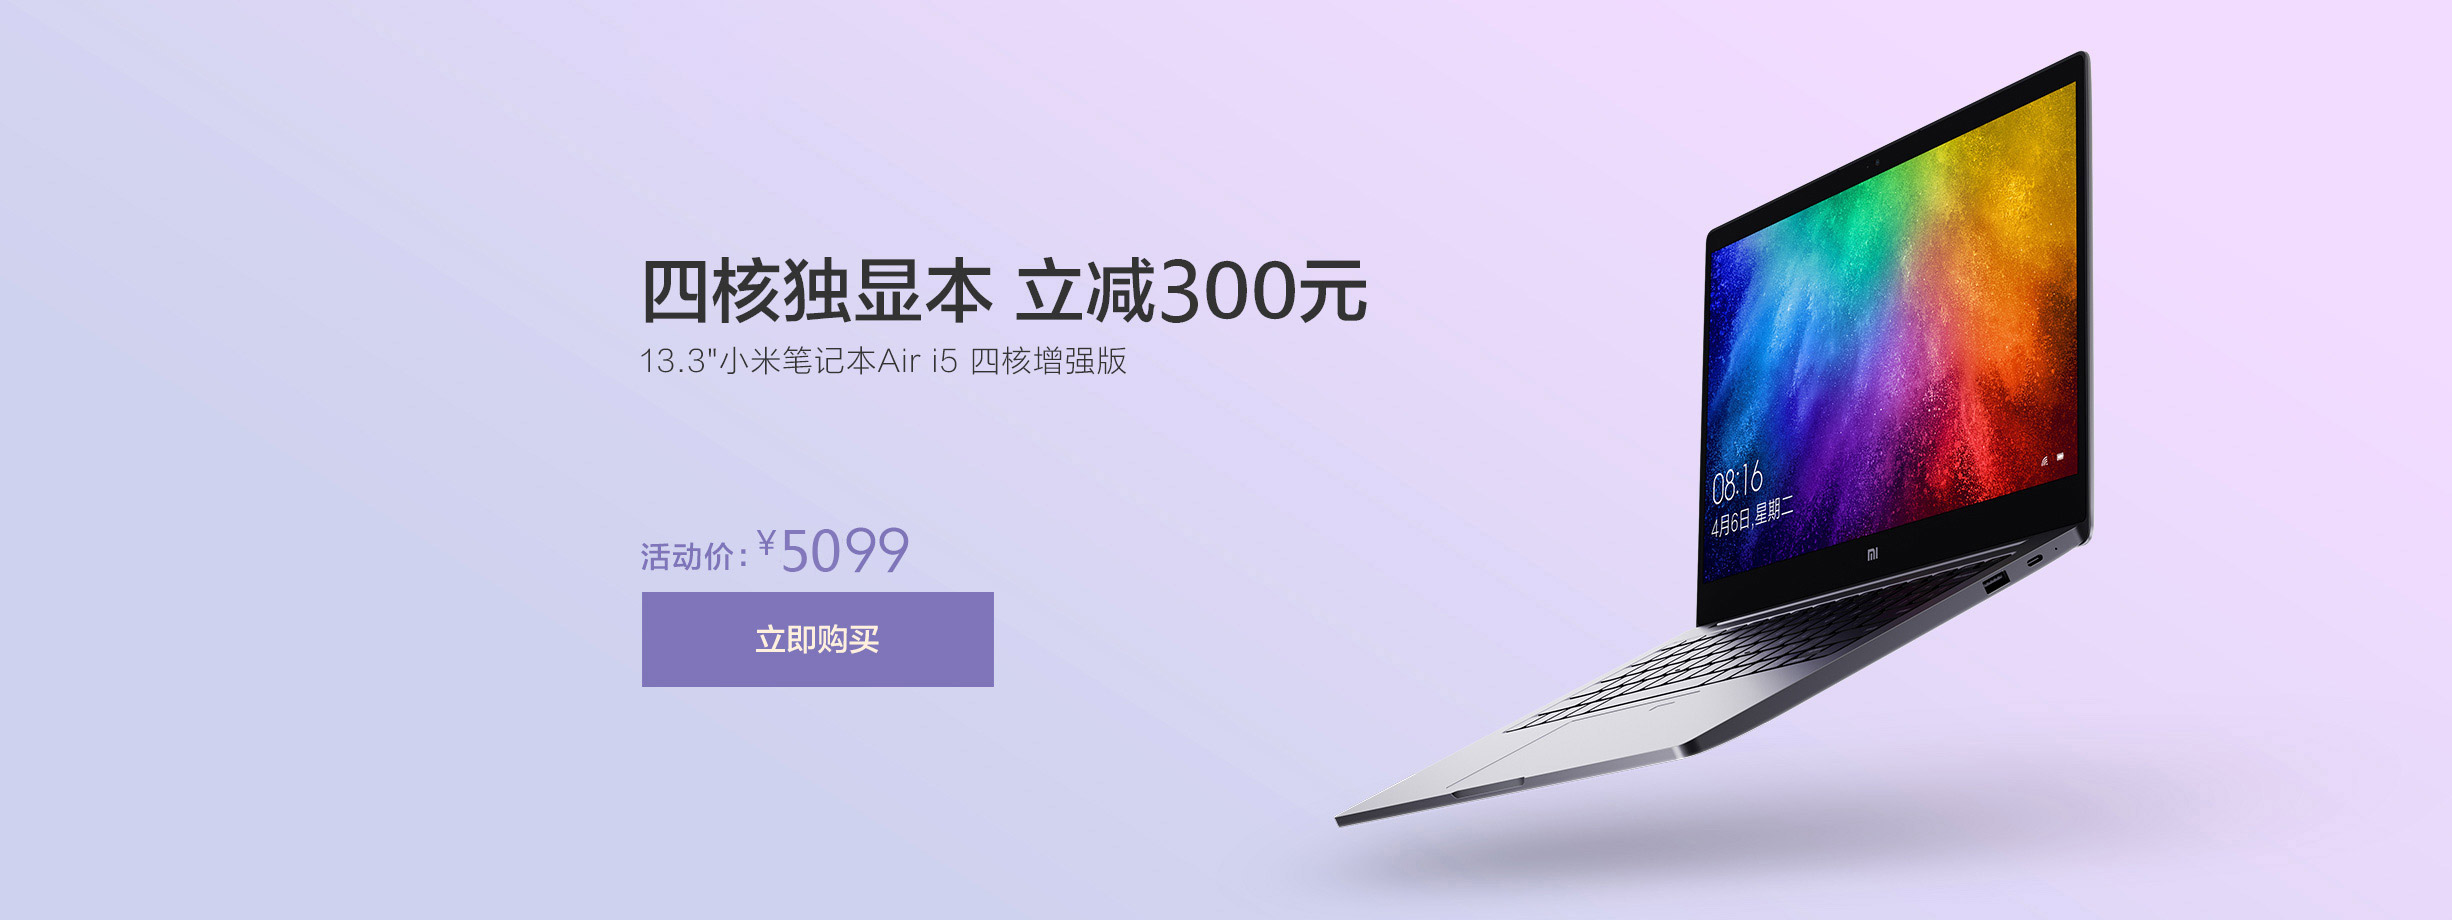 四核独显本 立减300元
13.3"小米笔记本Air i5 四核增强版
活动价：¥5099
立即购买
08:16
4月6日,星期二
mi